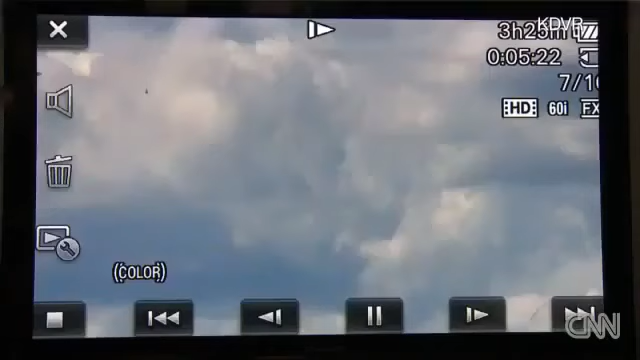 3h25m
KDVR
0:05:22
7/10
HD 60i FX
((COLOR))
CNN